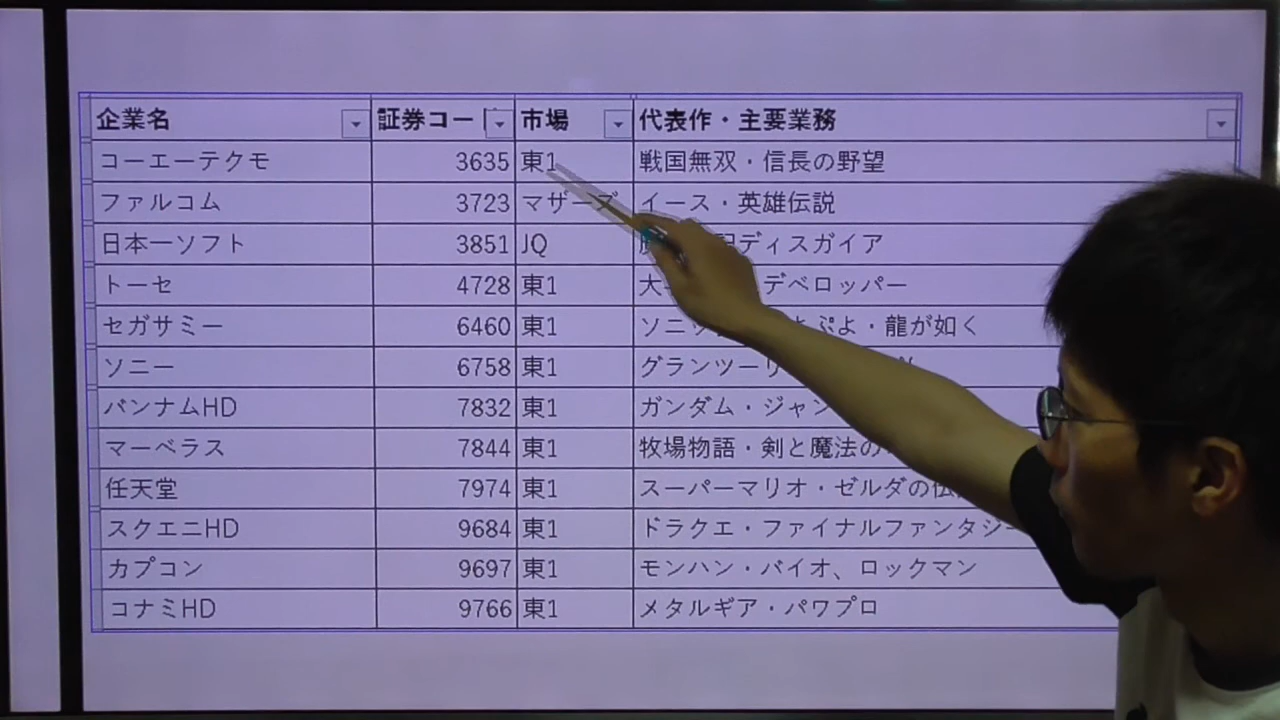 企業名 証券コー 市場 代表作・主要業務
コーエーテクモ 3635 東1 戦国無双・信長の野望
ファルコム 3723 マザーズ イース・英雄伝説
日本一ソフト 3851 JQ ディスガイア
トーセ 4728 東1 大 デベロッパー
セガサミー 6460 東1 ソニッ ぷよ・龍が如く
ソニー 6758 東1 グランツーリ
バンナムHD 7832 東1 ガンダム・ジャン
マーベラス 7844 東1 牧場物語・剣と魔法の
任天堂 7974 東1 スーパーマリオ・ゼルダの伝
スクエニHD 9684 東1 ドラクエ・ファイナルファンタジー
カプコン 9697 東1 モンハン・バイオ、ロックマン
コナミHD 9766 東1 メタルギア・パワプロ